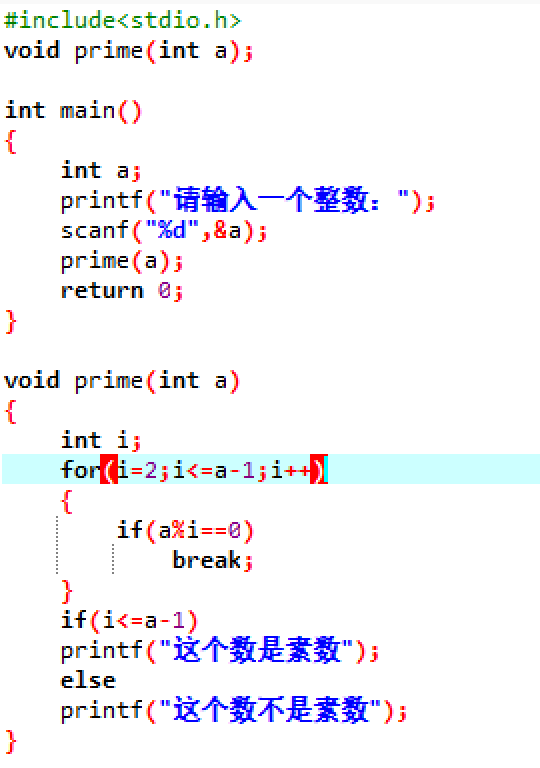 #include<stdio.h>
void prime(int a);
int main()
{
int a;
printf("请输入一个整数：");
scanf("%d",&a);
prime(a);
return 0;
}
void prime(int a)
{
int i;
for(i=2;i<=a-1;i++)
{
if(a%i==0)
break;
}
if(i<=a-1)
printf("这个数是素数");
else
printf("这个数不是素数");
}